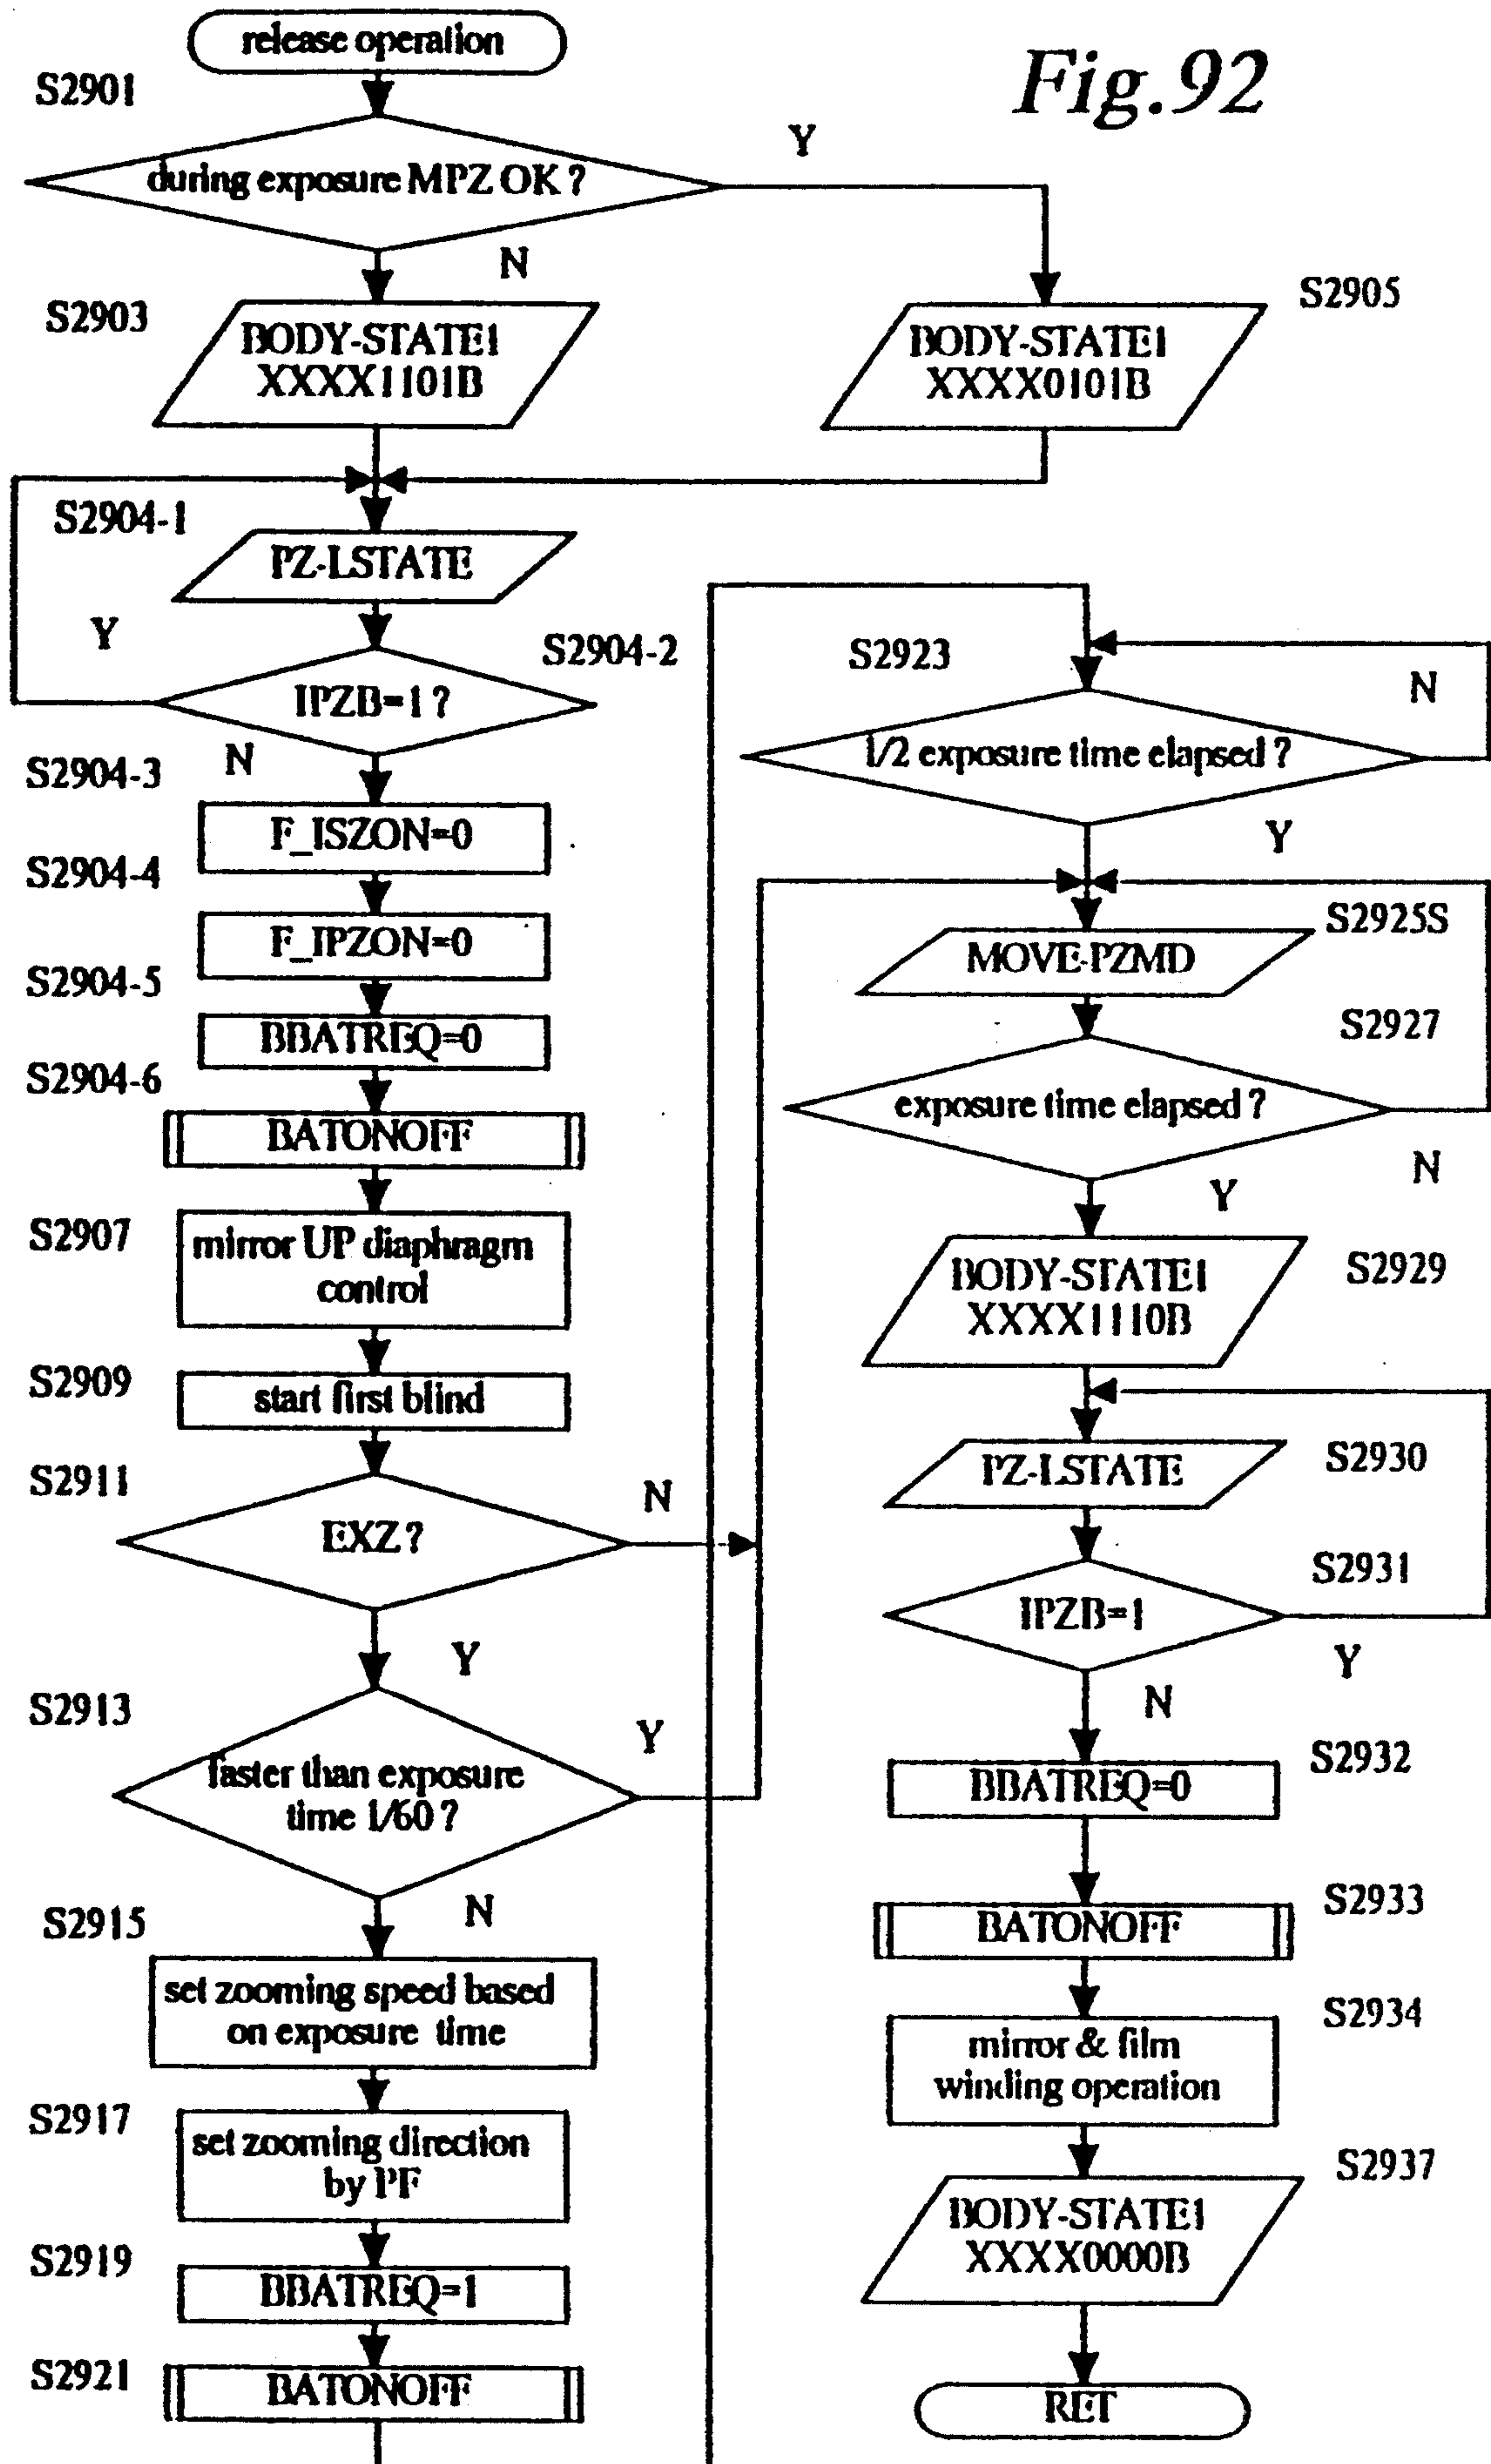 Fig.92
release operation
S2901
during exposure MPZ OK ?
Y
N
S2903
BODY-STATE1
XXXX1101B
S2905
BODY-STATE1
XXXX0101B
S2904-1
PZ-LSTATE
Y
S2904-2
IPZB=1 ?
N
S2904-3
F_ISZON=0
S2904-4
F_IPZON=0
S2904-5
BBATREQ=0
S2904-6
BATONOFF
S2907
mirror UP diaphragm
control
S2909
start first blind
S2911
EXZ ?
N
Y
S2913
faster than exposure
time 1/60 ?
Y
N
S2915
set zooming speed based
on exposure time
S2917
set zooming direction
by PF
S2919
BBATREQ=1
S2921
BATONOFF
S2923
1/2 exposure time elapsed ?
N
Y
S2925S
MOVE-PZMD
S2927
exposure time elapsed ?
N
Y
S2929
BODY-STATE1
XXXX1110B
S2930
PZ-LSTATE
S2931
IPZB=1
Y
N
S2932
BBATREQ=0
S2933
BATONOFF
S2934
mirror & film
winding operation
S2937
BODY-STATE1
XXXX0000B
RET